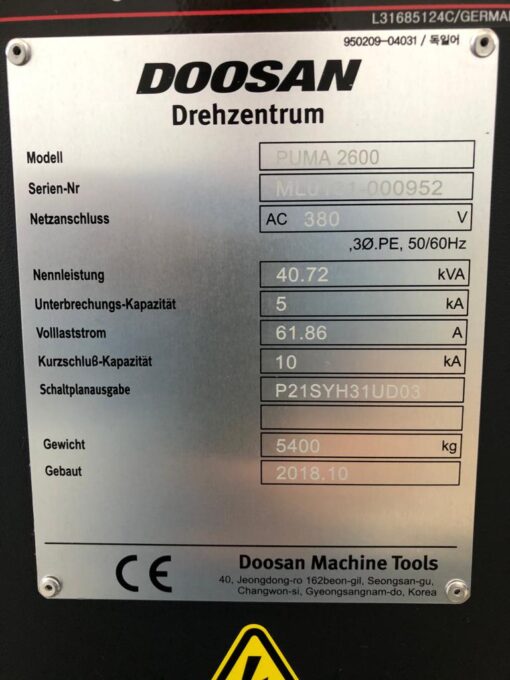 L31685124C/GERMA
950209-04031 / 독일어
DOOSAN
Drehzentrum
Modell PUMA 2600
Serien-Nr -000952
Netzanschluss AC 380 V
,3Ø.PE, 50/60Hz
Nennleistung 40.72 kVA
Unterbrechungs-Kapazität 5 kA
Volllaststrom 61.86 A
Kurzschluß-Kapazität 10 kA
Schaltplanausgabe P21SYH31UD03
Gewicht 5400 kg
Gebaut 2018.10
CE Doosan Machine Tools
40, Jeongdong-ro 162beon-gil, Seongsan-gu,
Changwon-si, Gyeongsangnam-do, Korea